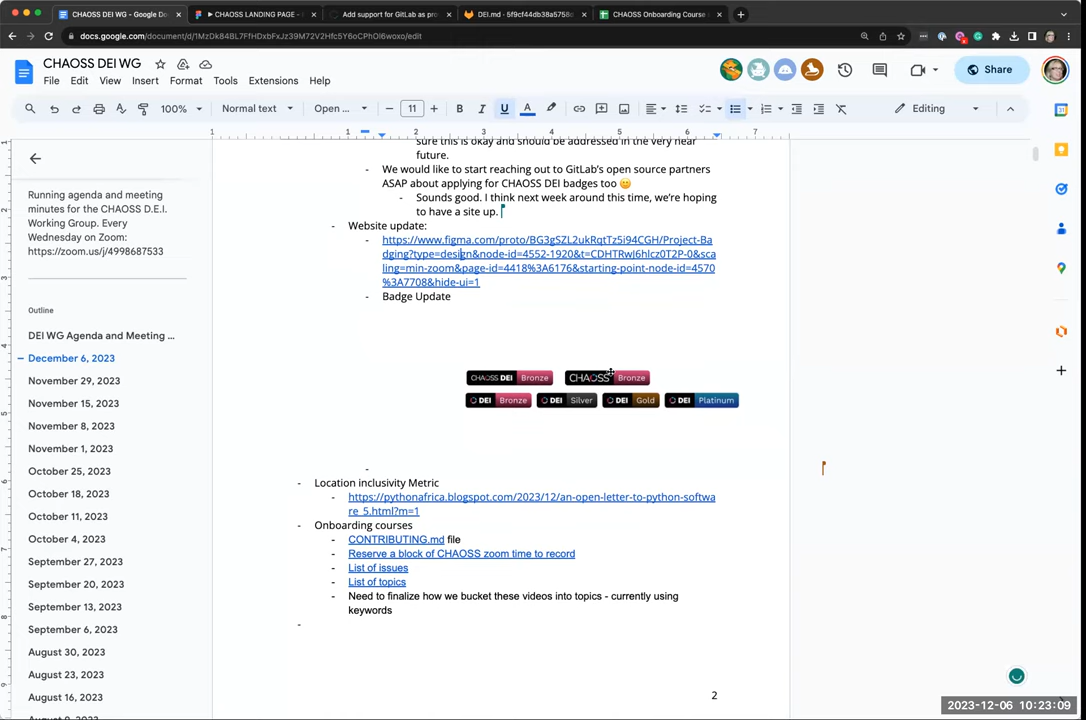 CHAOSS DEI WG - Google Do
CHAOSS LANDING PAGE -
Add support for GitLab as pro
DEI.md · 5f9cf44db38a5758d
CHAOSS Onboarding Course
docs.google.com/document/d/1MzDk84BL7FfHDxbFxJz39M72V2Hfc5Y6oCPhOl6woxo/edit
CHAOSS DEI WG
File Edit View Insert Format Tools Extensions Help
Share
100% Normal text Open ... 11 B I U A Editing
1 1 2 3 4 5 6 7
Running agenda and meeting
minutes for the CHAOSS D.E.I.
Working Group. Every
Wednesday on Zoom:
https://zoom.us/j/4998687533
Outline
DEI WG Agenda and Meeting ...
December 6, 2023
November 29, 2023
November 15, 2023
November 8, 2023
November 1, 2023
October 25, 2023
October 18, 2023
October 11, 2023
October 4, 2023
September 27, 2023
September 20, 2023
September 13, 2023
September 6, 2023
August 30, 2023
August 23, 2023
August 16, 2023
sure this is okay and should be addressed in the very near
future.
- We would like to start reaching out to GitLab's open source partners
ASAP about applying for CHAOSS DEI badges too 🙂
- Sounds good. I think next week around this time, we're hoping
to have a site up.
- Website update:
- https://www.figma.com/proto/BG3gSZL2ukRqtTz5i94CGH/Project-Ba
dging?type=design&node-id=4552-1920&t=CDHTRwJ6hlcz0T2P-0&sca
ling=min-zoom&page-id=4418%3A6176&starting-point-node-id=4570
%3A7708&hide-ui=1
- Badge Update
CHAOSS DEI Bronze CHAOSS Bronze
DEI Bronze DEI Silver DEI Gold DEI Platinum
-
- Location inclusivity Metric
- https://pythonafrica.blogspot.com/2023/12/an-open-letter-to-python-softwa
re_5.html?m=1
- Onboarding courses
- CONTRIBUTING.md file
- Reserve a block of CHAOSS zoom time to record
- List of issues
- List of topics
- Need to finalize how we bucket these videos into topics - currently using
keywords
-
2
2023-12-06 10:23:09